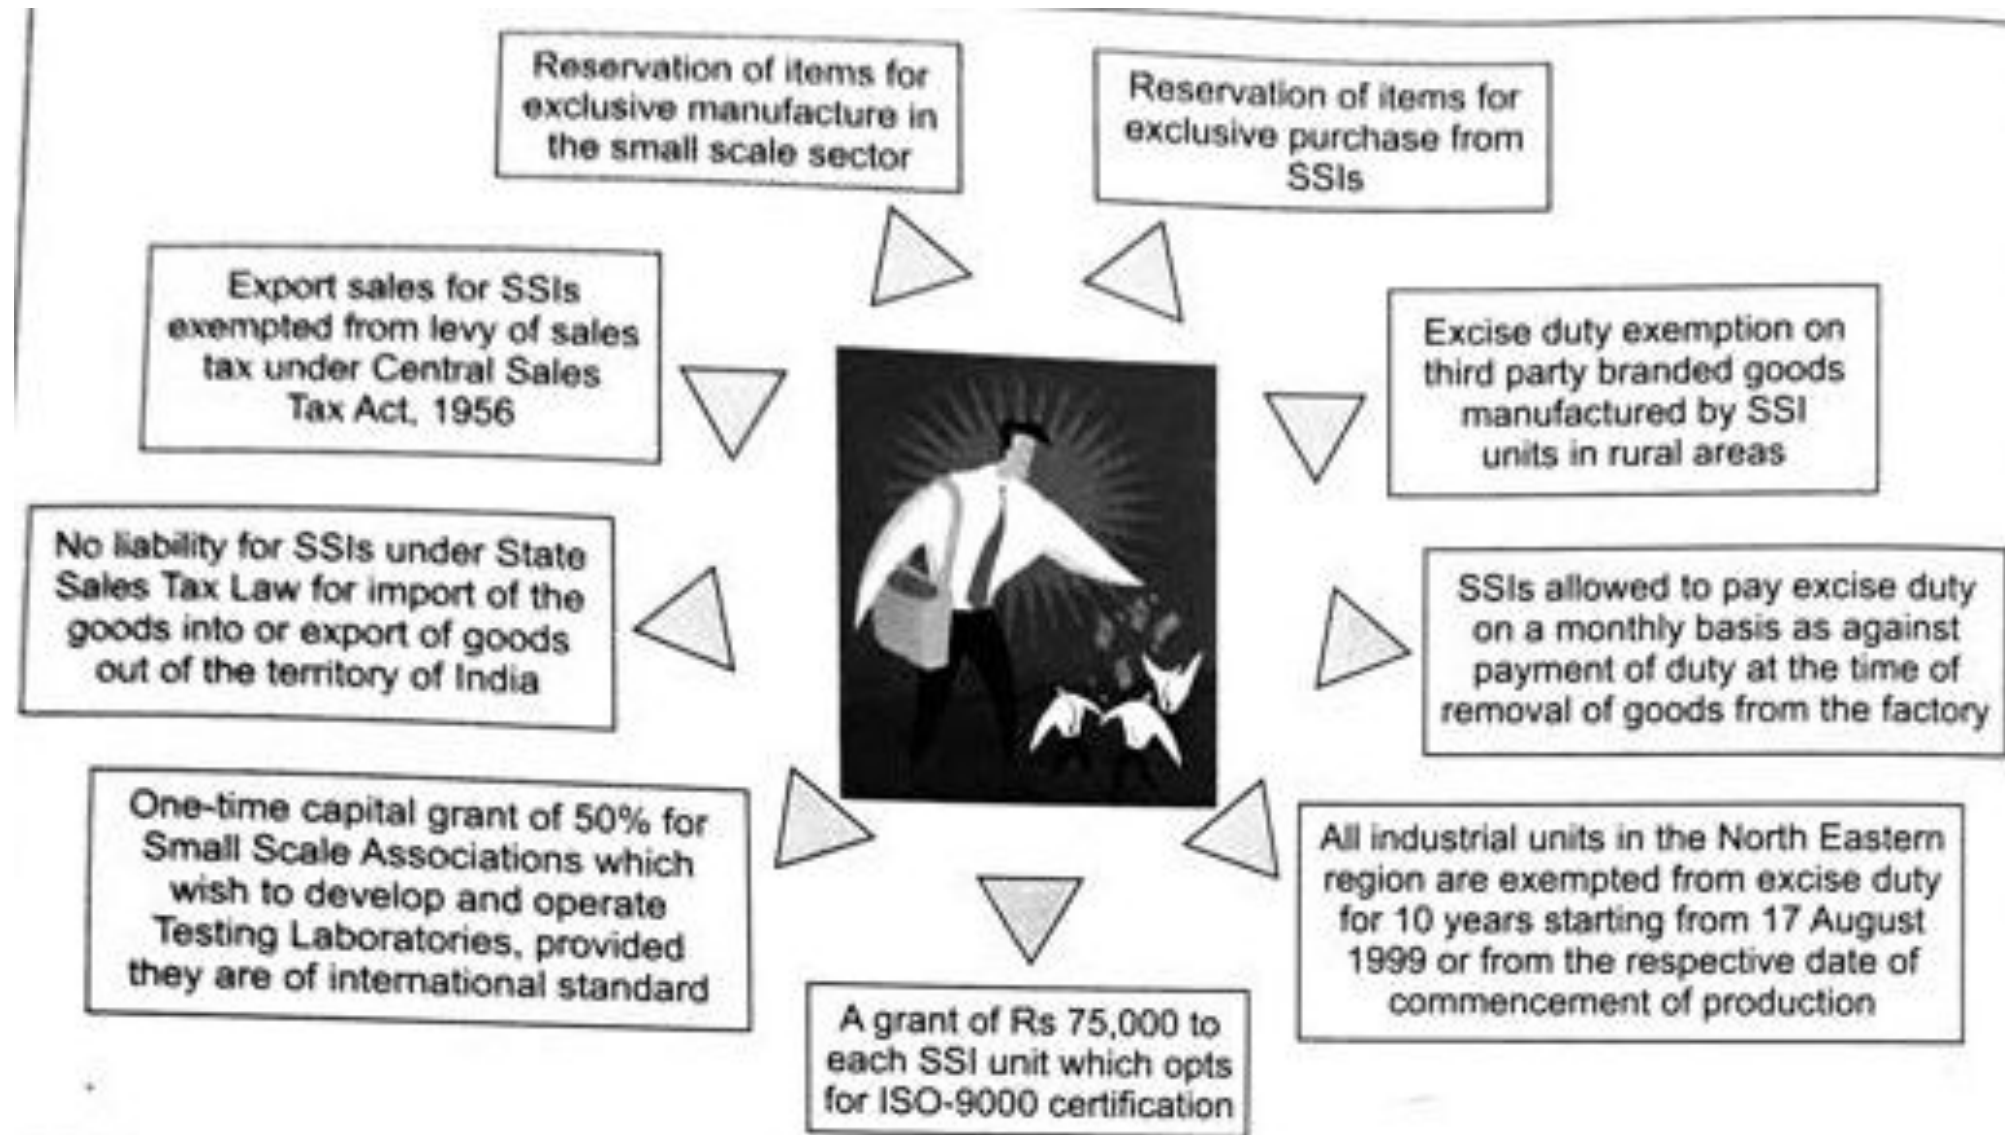 Reservation of items for
exclusive manufacture in
the small scale sector
Reservation of items for
exclusive purchase from
SSIs
Export sales for SSIs
exempted from levy of sales
tax under Central Sales
Tax Act, 1956
Excise duty exemption on
third party branded goods
manufactured by SSI
units in rural areas
No liability for SSIs under State
Sales Tax Law for import of the
goods into or export of goods
out of the territory of India
SSIs allowed to pay excise duty
on a monthly basis as against
payment of duty at the time of
removal of goods from the factory
One-time capital grant of 50% for
Small Scale Associations which
wish to develop and operate
Testing Laboratories, provided
they are of international standard
All industrial units in the North Eastern
region are exempted from excise duty
for 10 years starting from 17 August
1999 or from the respective date of
commencement of production
A grant of Rs 75,000 to
each SSI unit which opts
for ISO-9000 certification